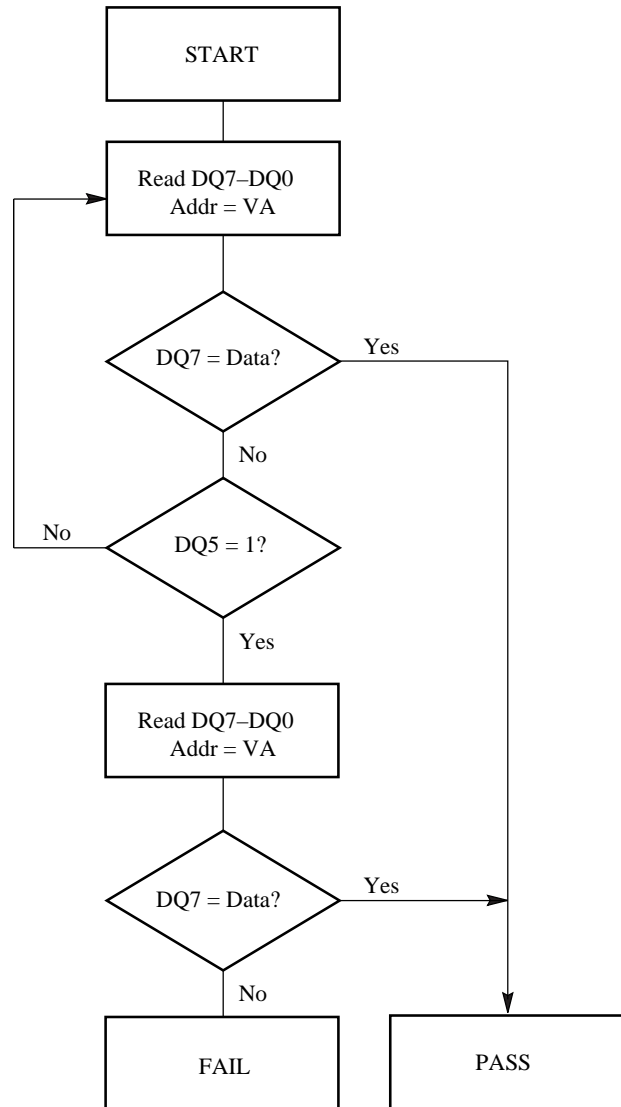 START
Read DQ7–DQ0
Addr = VA
DQ7 = Data?
Yes
No
No
DQ5 = 1?
Yes
Read DQ7–DQ0
Addr = VA
DQ7 = Data?
Yes
No
FAIL
PASS